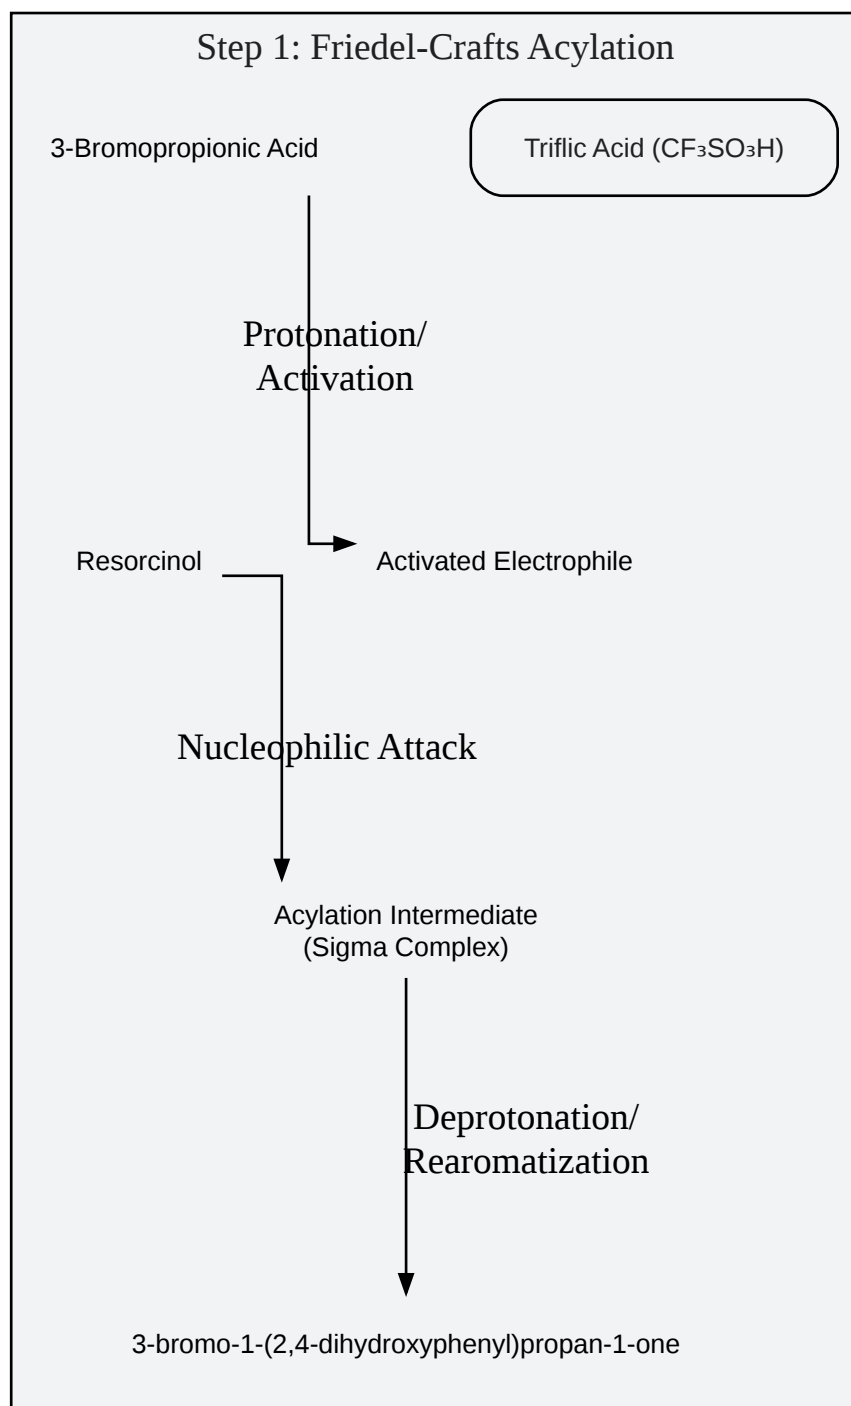 Step 1: Friedel-Crafts Acylation
3-Bromopropionic Acid
Triflic Acid (CF₃SO₃H)
Protonation/
Activation
Resorcinol
Activated Electrophile
Nucleophilic Attack
Acylation Intermediate
(Sigma Complex)
Deprotonation/
Rearomatization
3-bromo-1-(2,4-dihydroxyphenyl)propan-1-one